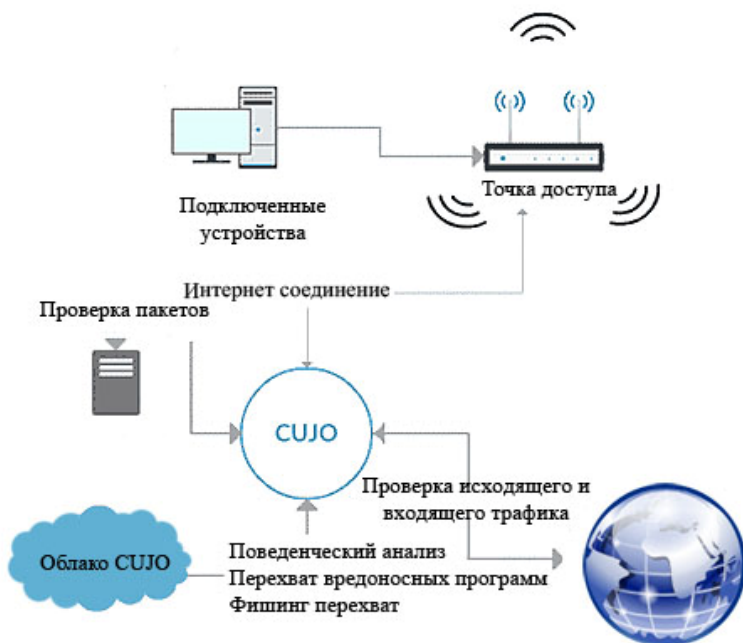 Точка доступа
Подключенные
устройства
Интернет соединение
Проверка пакетов
CUJO
Проверка исходящего и
входящего трафика
Облако CUJO
Поведенческий анализ
Перехват вредоносных программ
Фишинг перехват